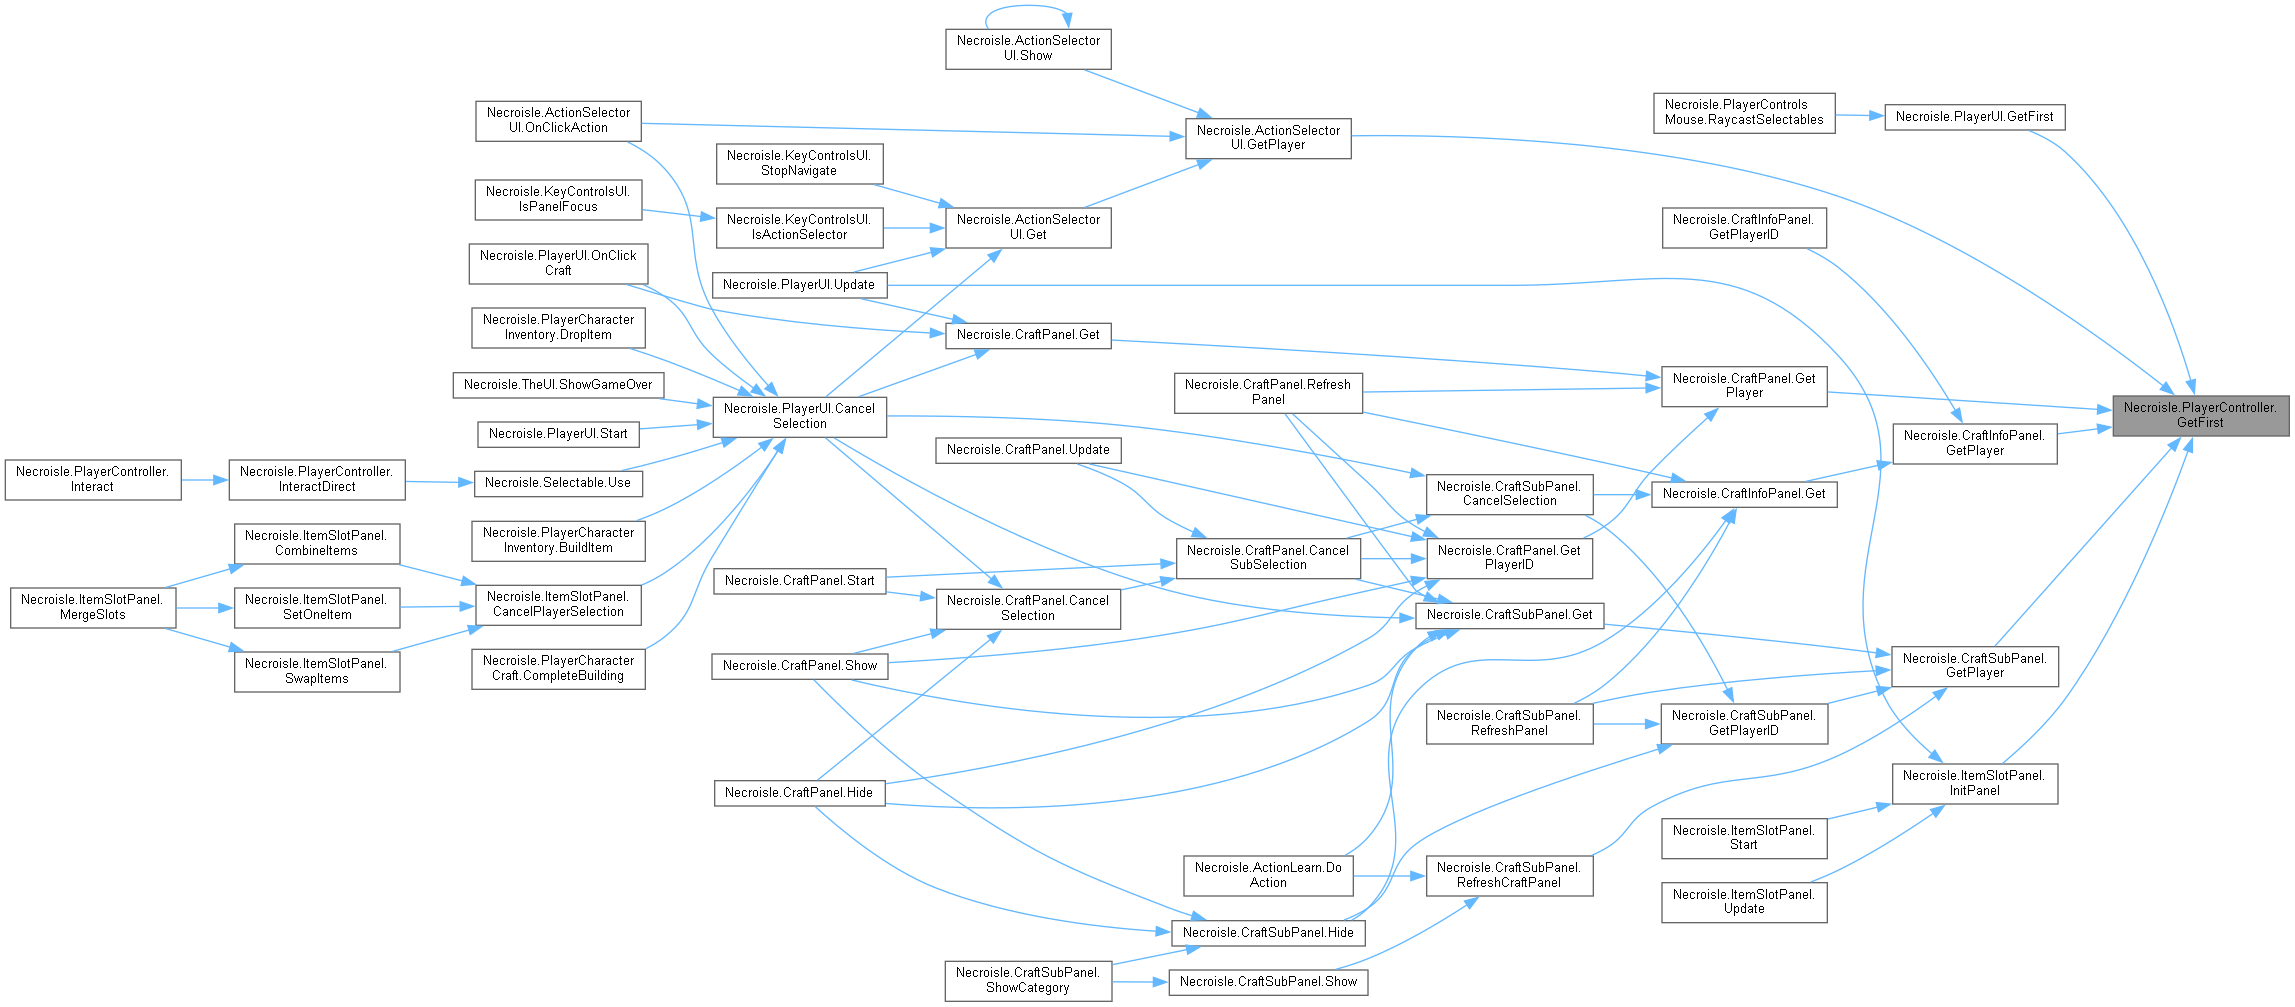 Necroisle.ActionSelector
UI.Show
Necroisle.PlayerControls
Mouse.RaycastSelectables
Necroisle.PlayerUI.GetFirst
Necroisle.ActionSelector
UI.OnClickAction
Necroisle.ActionSelector
UI.GetPlayer
Necroisle.KeyControlsUI.
StopNavigate
Necroisle.KeyControlsUI.
IsPanelFocus
Necroisle.KeyControlsUI.
IsActionSelector
Necroisle.ActionSelector
UI.Get
Necroisle.CraftInfoPanel.
GetPlayerID
Necroisle.PlayerUI.OnClick
Craft
Necroisle.PlayerUI.Update
Necroisle.PlayerCharacter
Inventory.DropItem
Necroisle.CraftPanel.Get
Necroisle.TheUI.ShowGameOver
Necroisle.CraftPanel.Refresh
Panel
Necroisle.CraftPanel.Get
Player
Necroisle.PlayerUI.Cancel
Selection
Necroisle.PlayerController.
GetFirst
Necroisle.PlayerUI.Start
Necroisle.CraftPanel.Update
Necroisle.CraftInfoPanel.
GetPlayer
Necroisle.PlayerController.
Interact
Necroisle.PlayerController.
InteractDirect
Necroisle.Selectable.Use
Necroisle.CraftSubPanel.
CancelSelection
Necroisle.CraftInfoPanel.Get
Necroisle.PlayerCharacter
Inventory.BuildItem
Necroisle.ItemSlotPanel.
CombineItems
Necroisle.CraftPanel.Cancel
SubSelection
Necroisle.CraftPanel.Get
PlayerID
Necroisle.CraftPanel.Start
Necroisle.ItemSlotPanel.
MergeSlots
Necroisle.ItemSlotPanel.
SetOneItem
Necroisle.ItemSlotPanel.
CancelPlayerSelection
Necroisle.CraftPanel.Cancel
Selection
Necroisle.CraftSubPanel.Get
Necroisle.ItemSlotPanel.
SwapItems
Necroisle.PlayerCharacter
Craft.CompleteBuilding
Necroisle.CraftPanel.Show
Necroisle.CraftSubPanel.
GetPlayer
Necroisle.CraftSubPanel.
RefreshPanel
Necroisle.CraftSubPanel.
GetPlayerID
Necroisle.CraftPanel.Hide
Necroisle.ItemSlotPanel.
InitPanel
Necroisle.ItemSlotPanel.
Start
Necroisle.ActionLearn.Do
Action
Necroisle.CraftSubPanel.
RefreshCraftPanel
Necroisle.ItemSlotPanel.
Update
Necroisle.CraftSubPanel.Hide
Necroisle.CraftSubPanel.
ShowCategory
Necroisle.CraftSubPanel.Show